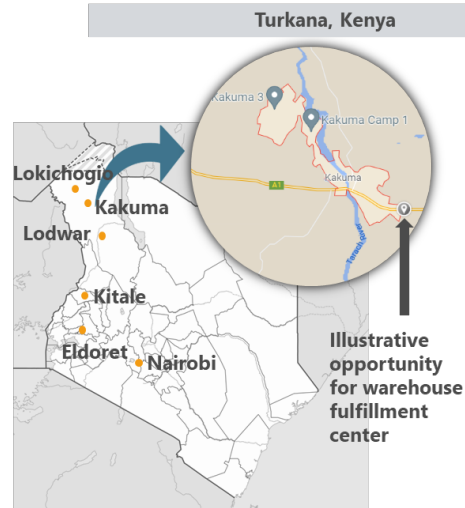 Turkana, Kenya
Kakuma 3
Kakuma Camp 1
Kakuma
A1
Tarach
Lokichogio
Kakuma
Lodwar
Kitale
Eldoret
Nairobi
Illustrative
opportunity
for warehouse
fulfillment
center